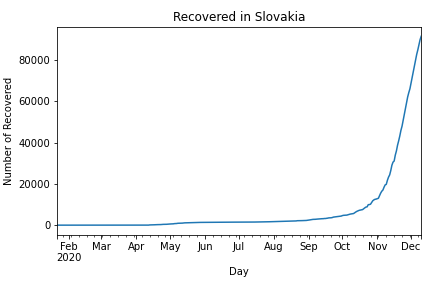 Recovered in Slovakia
Number of Recovered
80000
60000
40000
20000
0
Feb Mar Apr May Jun Jul Aug Sep Oct Nov Dec
2020
Day